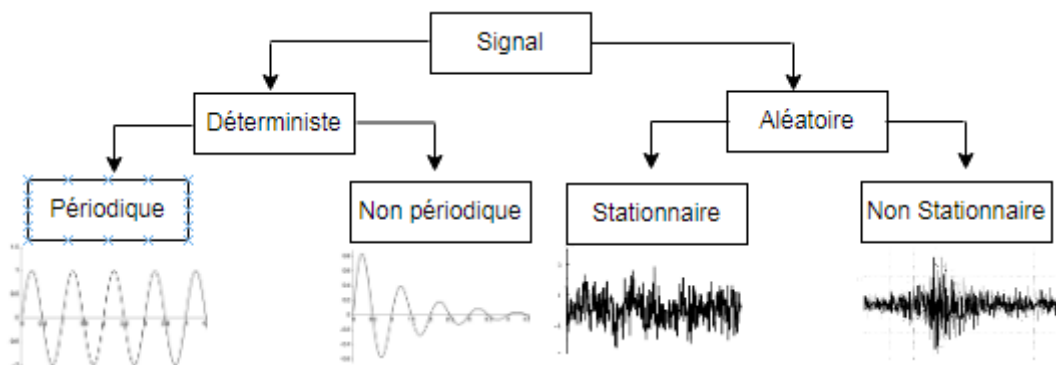 Signal
Déterministe
Aléatoire
Périodique
Non périodique
Stationnaire
Non Stationnaire